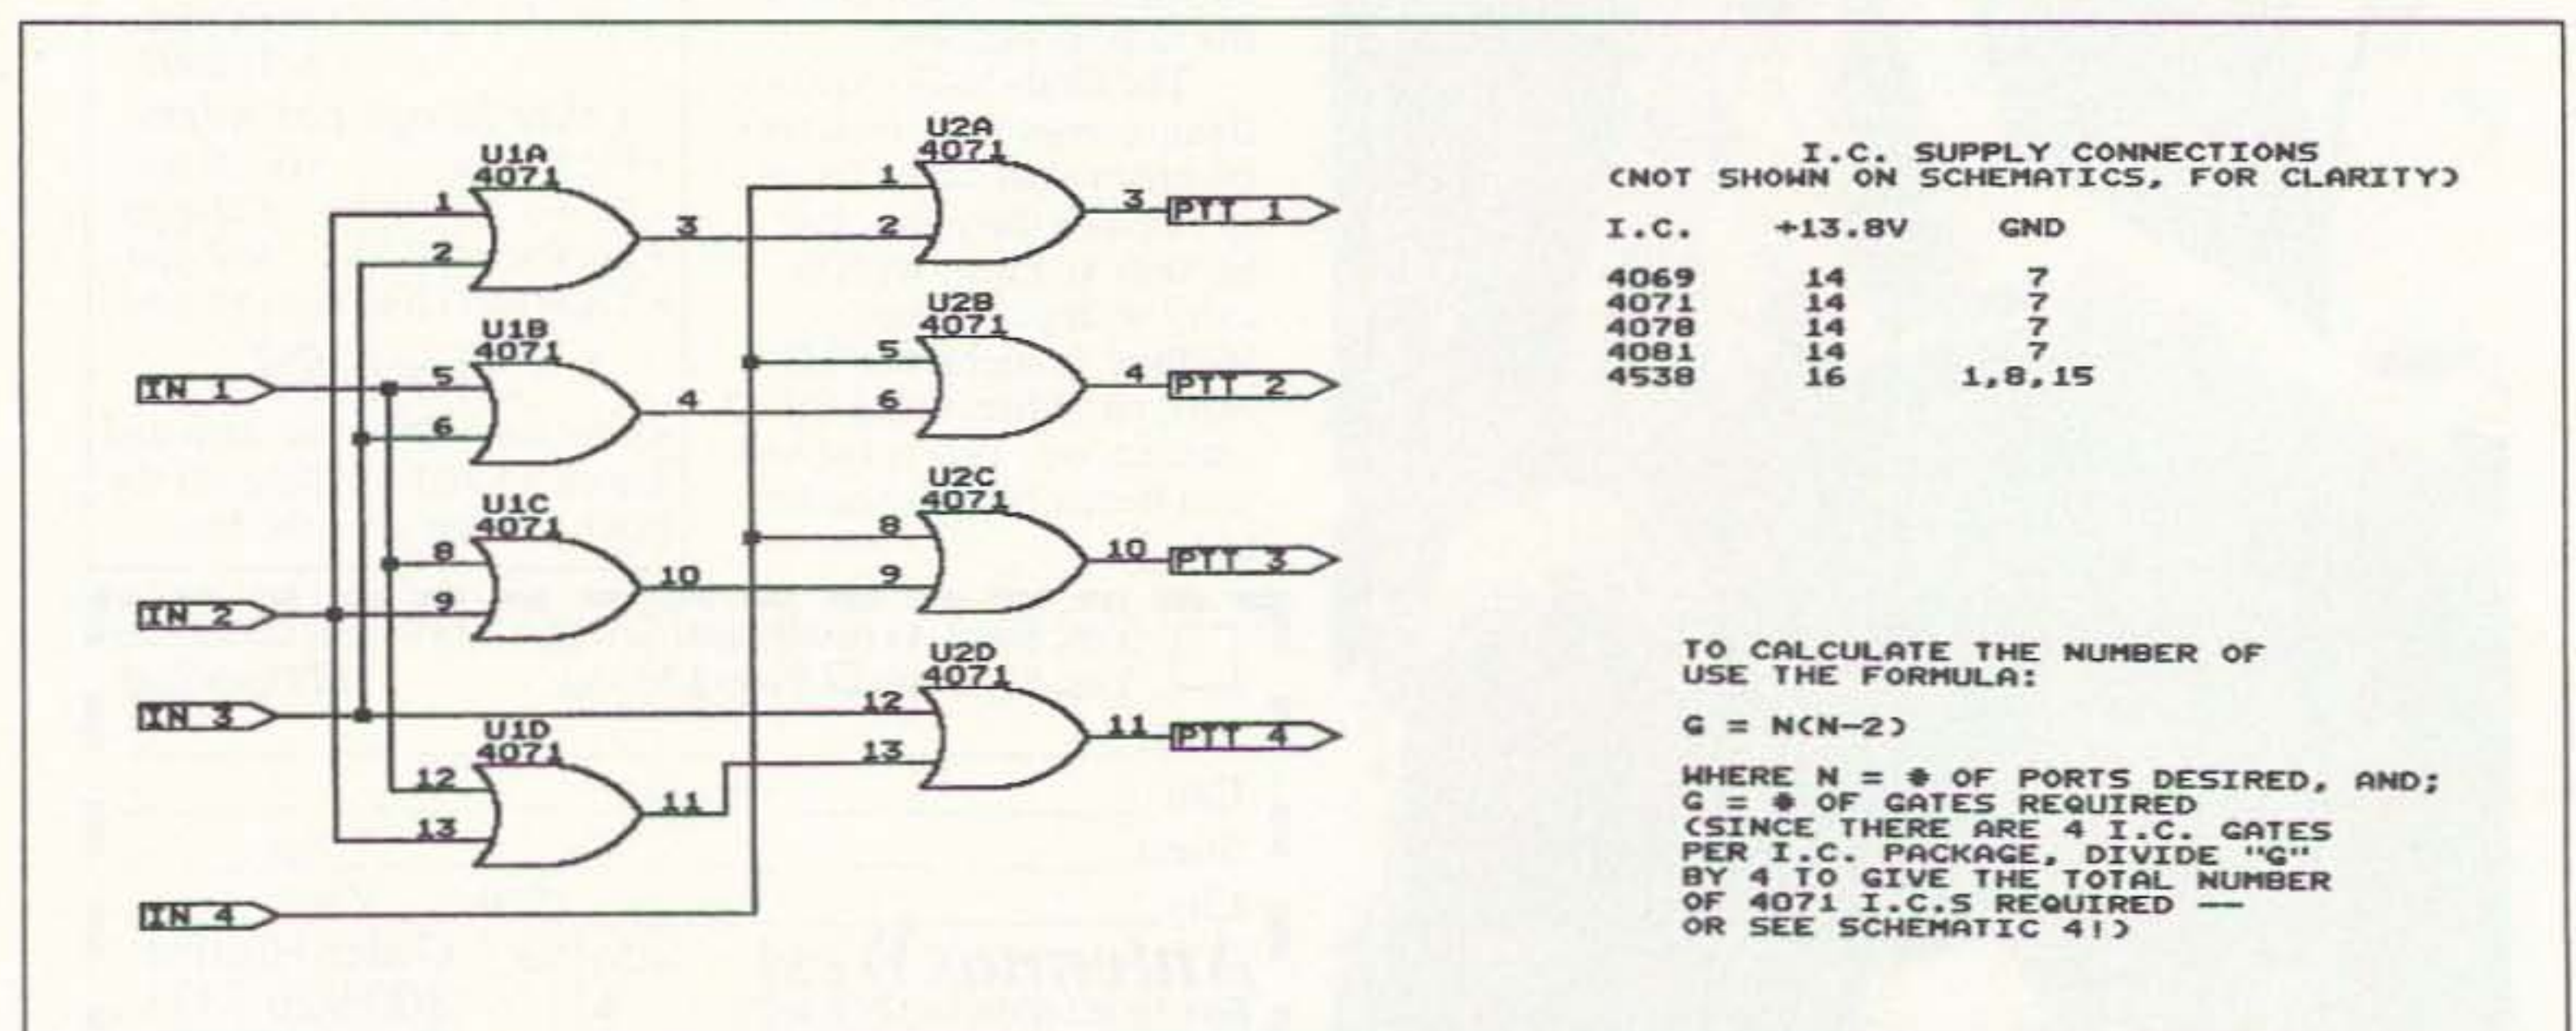 U1A
4071
1
2
3
U2A
4071
1
2
3
PTT 1
U1B
4071
5
6
4
U2B
4071
5
6
4
PTT 2
IN 1
U1C
4071
8
9
10
U2C
4071
8
9
10
PTT 3
IN 2
IN 3
U1D
4071
12
13
11
U2D
4071
12
13
11
PTT 4
IN 4
I.C. SUPPLY CONNECTIONS
(NOT SHOWN ON SCHEMATICS, FOR CLARITY)
I.C. +13.8V GND
4069 14 7
4071 14 7
4078 14 7
4081 14 7
4538 16 1,8,15
TO CALCULATE THE NUMBER OF
USE THE FORMULA:
G = N(N-2)
WHERE N = # OF PORTS DESIRED, AND;
G = # OF GATES REQUIRED
(SINCE THERE ARE 4 I.C. GATES
PER I.C. PACKAGE, DIVIDE "G"
BY 4 TO GIVE THE TOTAL NUMBER
OF 4071 I.C.S REQUIRED —
OR SEE SCHEMATIC 4!)